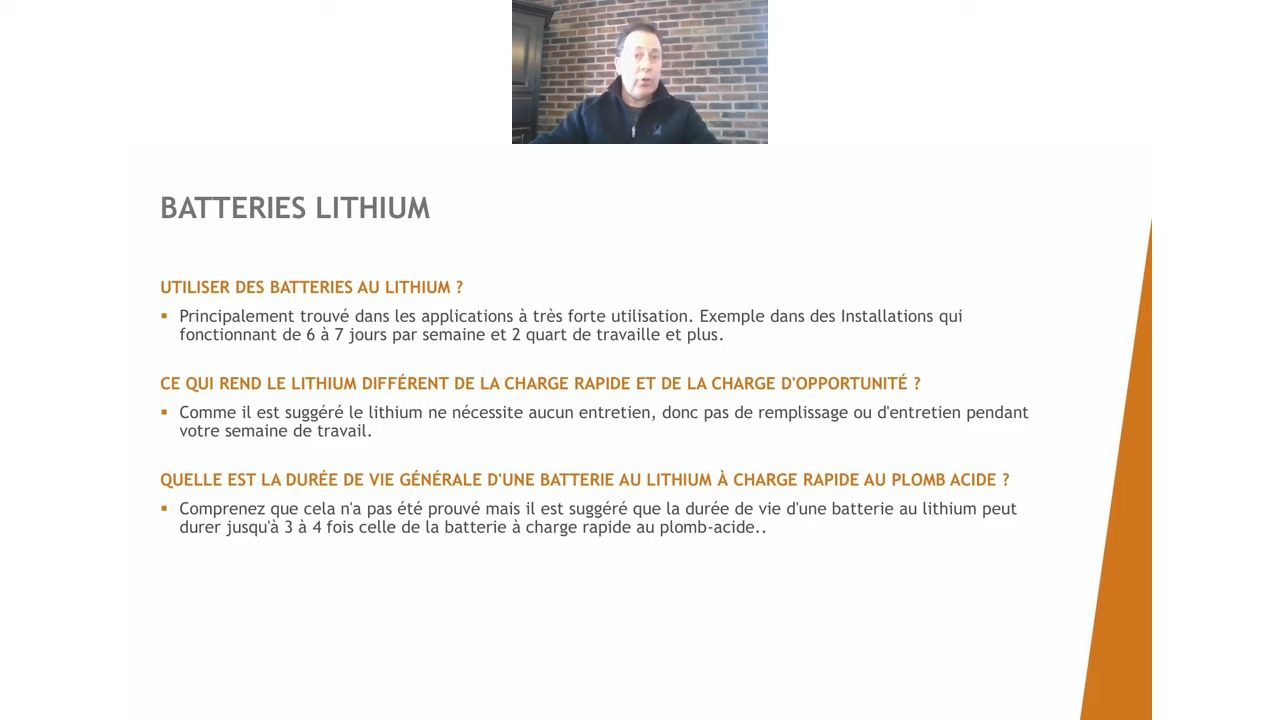 BATTERIES LITHIUM
UTILISER DES BATTERIES AU LITHIUM ?
Principalement trouvé dans les applications à très forte utilisation. Exemple dans des Installations qui
fonctionnant de 6 à 7 jours par semaine et 2 quart de travaille et plus.
CE QUI REND LE LITHIUM DIFFÉRENT DE LA CHARGE RAPIDE ET DE LA CHARGE D'OPPORTUNITÉ ?
Comme il est suggéré le lithium ne nécessite aucun entretien, donc pas de remplissage ou d'entretien pendant
votre semaine de travail.
QUELLE EST LA DURÉE DE VIE GÉNÉRALE D'UNE BATTERIE AU LITHIUM À CHARGE RAPIDE AU PLOMB ACIDE ?
Comprenez que cela n'a pas été prouvé mais il est suggéré que la durée de vie d'une batterie au lithium peut
durer jusqu'à 3 à 4 fois celle de la batterie à charge rapide au plomb-acide..